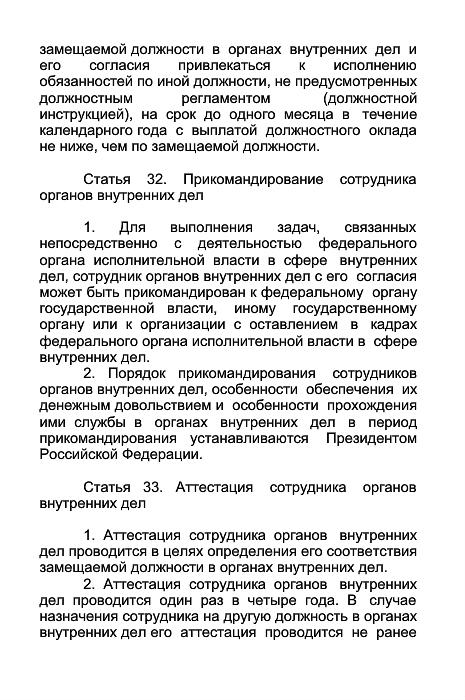 замещаемой должности в органах внутренних дел и
его согласия привлекаться к исполнению
обязанностей по иной должности, не предусмотренных
должностным регламентом (должностной
инструкцией), на срок до одного месяца в течение
календарного года с выплатой должностного оклада
не ниже, чем по замещаемой должности.
Статья 32. Прикомандирование сотрудника
органов внутренних дел
1. Для выполнения задач, связанных
непосредственно с деятельностью федерального
органа исполнительной власти в сфере внутренних
дел, сотрудник органов внутренних дел с его согласия
может быть прикомандирован к федеральному органу
государственной власти, иному государственному
органу или к организации с оставлением в кадрах
федерального органа исполнительной власти в сфере
внутренних дел.
2. Порядок прикомандирования сотрудников
органов внутренних дел, особенности обеспечения их
денежным довольствием и особенности прохождения
ими службы в органах внутренних дел в период
прикомандирования устанавливаются Президентом
Российской Федерации.
Статья 33. Аттестация сотрудника органов
внутренних дел
1. Аттестация сотрудника органов внутренних
дел проводится в целях определения его соответствия
замещаемой должности в органах внутренних дел.
2. Аттестация сотрудника органов внутренних
дел проводится один раз в четыре года. В случае
назначения сотрудника на другую должность в органах
внутренних дел его аттестация проводится не ранее